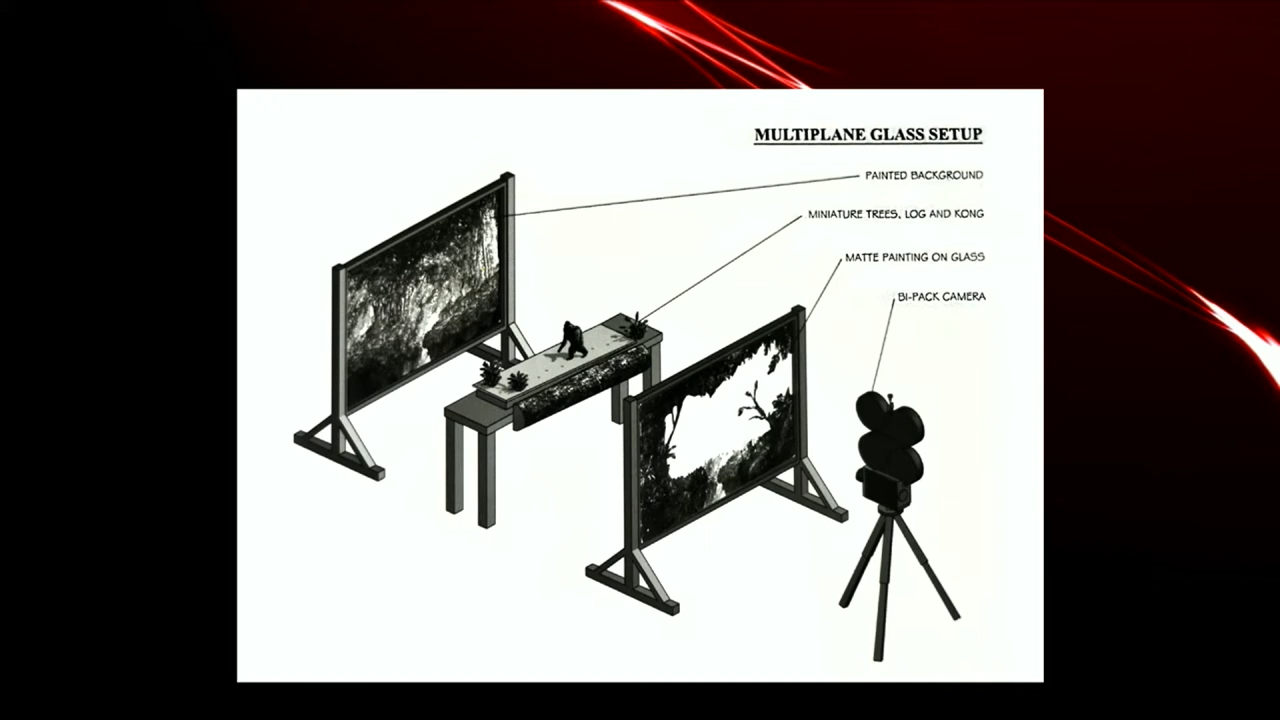 MULTIPLANE GLASS SETUP
PAINTED BACKGROUND
MINIATURE TREES, LOG AND KONG
MATTE PAINTING ON GLASS
BI-PACK CAMERA